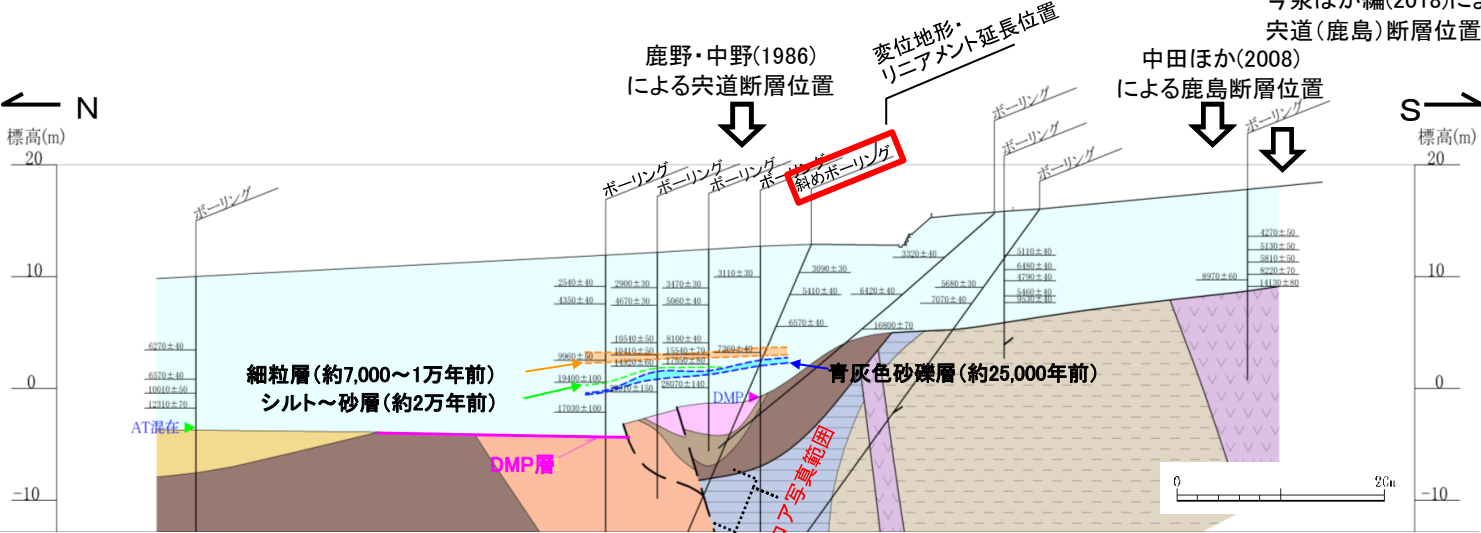 今泉ほか編(2018)によ
宍道(鹿島)断層位置
変位地形・
リニアメント延長位置
鹿野・中野(1986)
による宍道断層位置
中田ほか(2008)
による鹿島断層位置
N
S
標高(m)
標高(m)
20
10
0
-10
20
10
0
-10
ボーリング
ボーリング
ボーリング
ボーリング
ボーリング
斜めボーリング
ボーリング
ボーリング
ボーリング
ボーリング
6270±40
6570±40
10010±50
12310±70
2540±40
4350±40
9960±50
19400±100
17030±100
2900±30
4670±30
10540±50
10410±50
14920±60
3470±30
5060±40
8100±40
15540±70
28070±140
3110±30
7360±40
3090±30
5410±40
6570±40
3320±40
6420±40
16800±70
5680±30
7070±40
5110±40
6480±40
4790±40
5460±40
9530±40
8970±60
4270±50
5130±50
5810±50
8220±70
14130±80
細粒層(約7,000~1万年前)
シルト~砂層(約2万年前)
青灰色砂礫層(約25,000年前)
AT混在
DMP
DMP層
コア写真範囲
0
20m